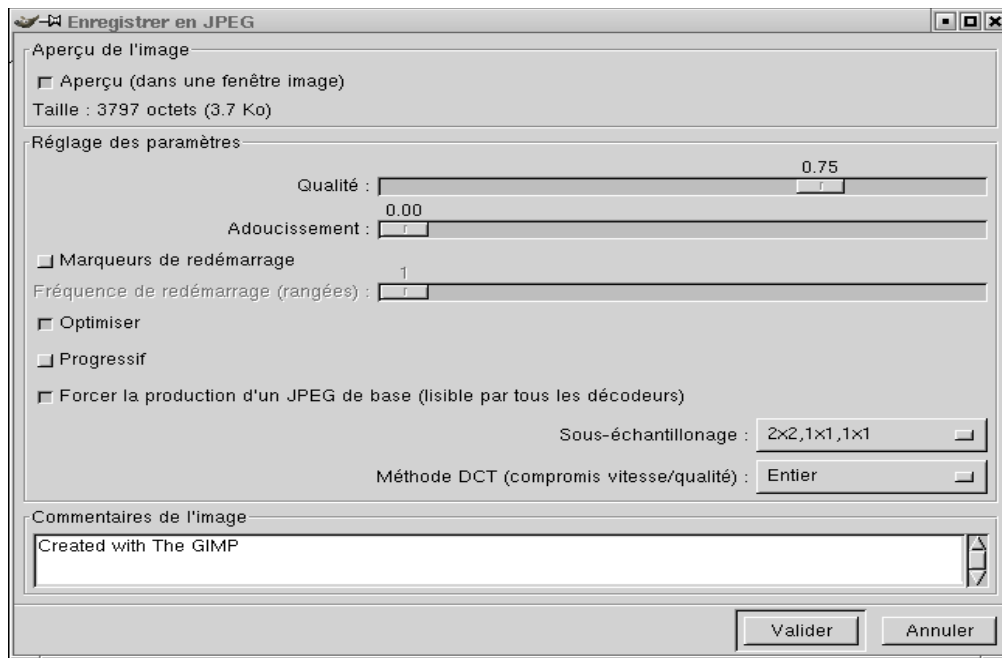 Enregistrer en JPEG
Aperçu de l'image
Aperçu (dans une fenêtre image)
Taille : 3797 octets (3.7 Ko)
Réglage des paramètres
0.75
Qualité :
0.00
Adoucissement :
Marqueurs de redémarrage
1
Fréquence de redémarrage (rangées) :
Optimiser
Progressif
Forcer la production d'un JPEG de base (lisible par tous les décodeurs)
Sous-échantillonage : 2x2,1x1,1x1
Méthode DCT (compromis vitesse/qualité) : Entier
Commentaires de l'image
Created with The GIMP
Valider Annuler